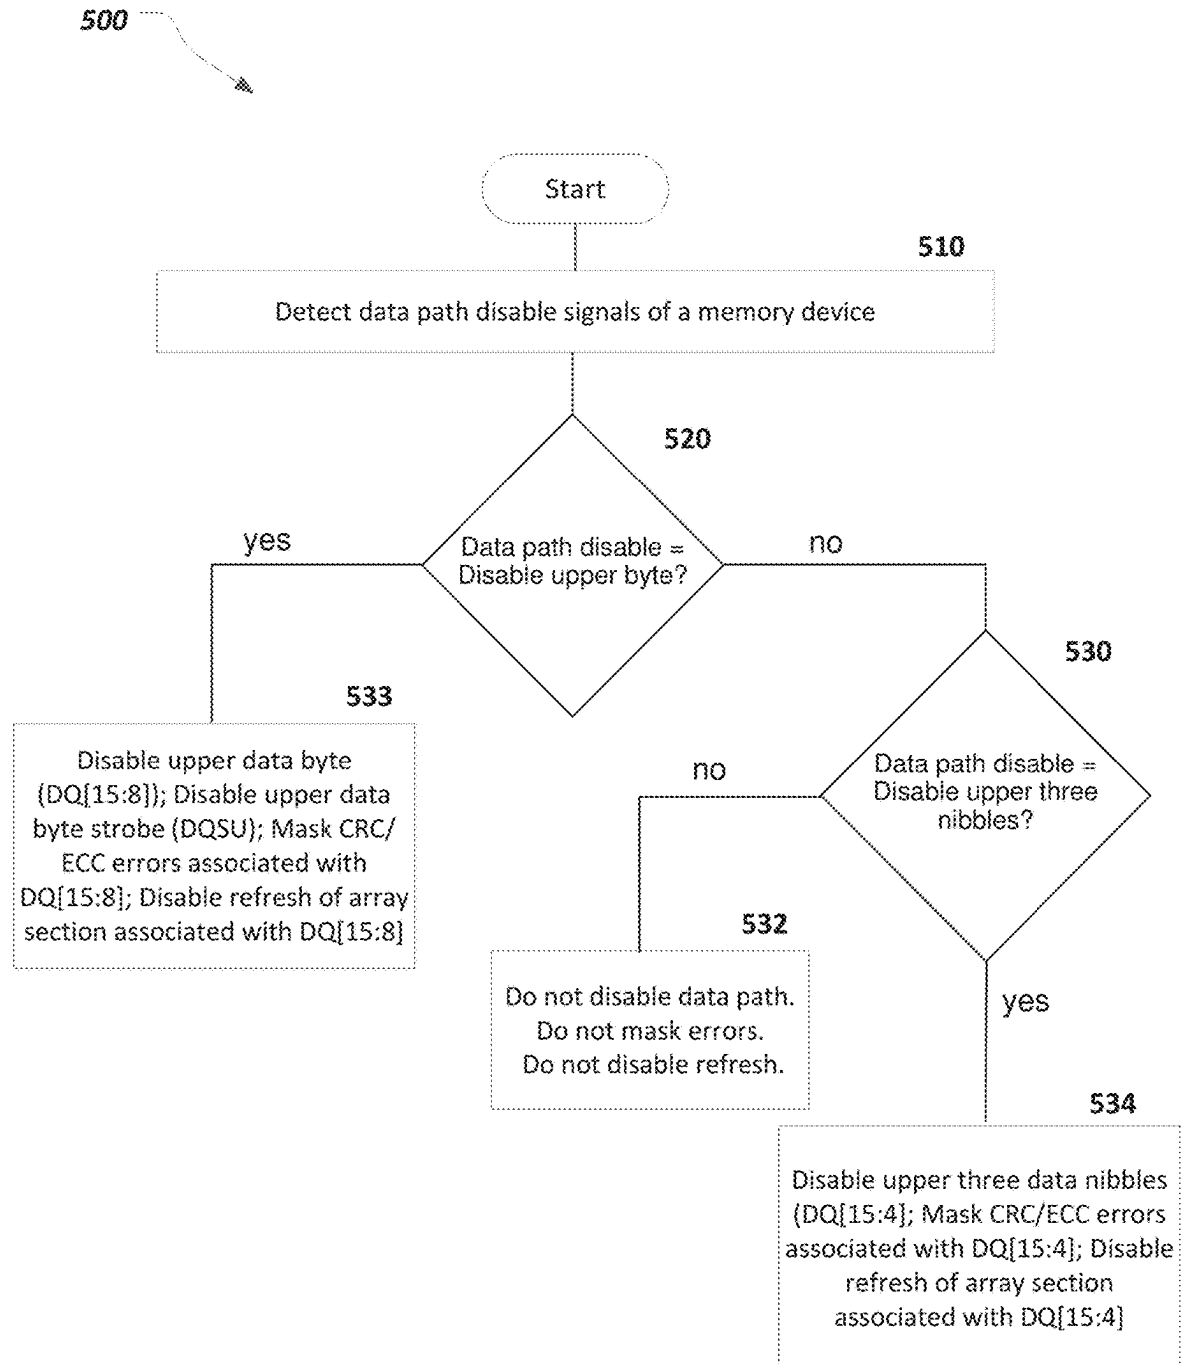 500
Start
510
Detect data path disable signals of a memory device
520
yes
Data path disable =
Disable upper byte?
no
530
533
Disable upper data byte
(DQ[15:8]); Disable upper data
byte strobe (DQSU); Mask CRC/
ECC errors associated with
DQ[15:8]; Disable refresh of array
section associated with DQ[15:8]
no
Data path disable =
Disable upper three
nibbles?
532
Do not disable data path.
Do not mask errors.
Do not disable refresh.
yes
534
Disable upper three data nibbles
(DQ[15:4]; Mask CRC/ECC errors
associated with DQ[15:4]; Disable
refresh of array section
associated with DQ[15:4]